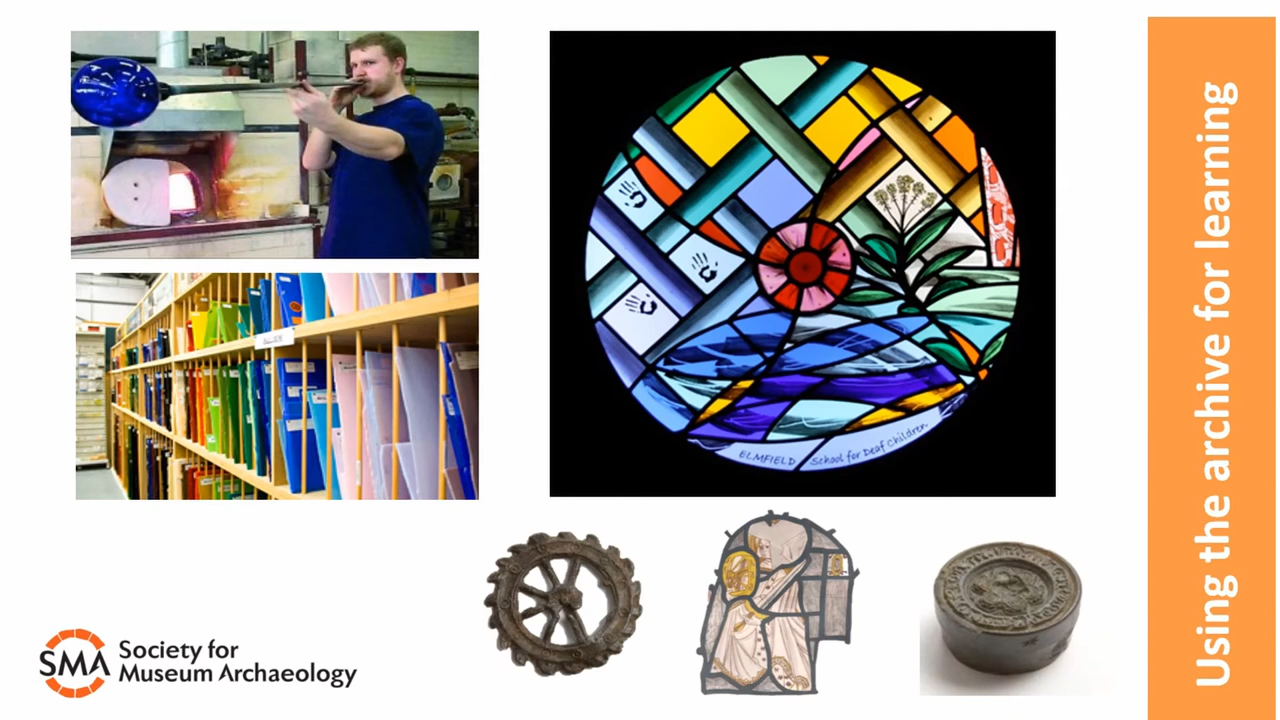 Using the archive for learning
ELMFIELD School for Deaf Children
SMA Society for
Museum Archaeology